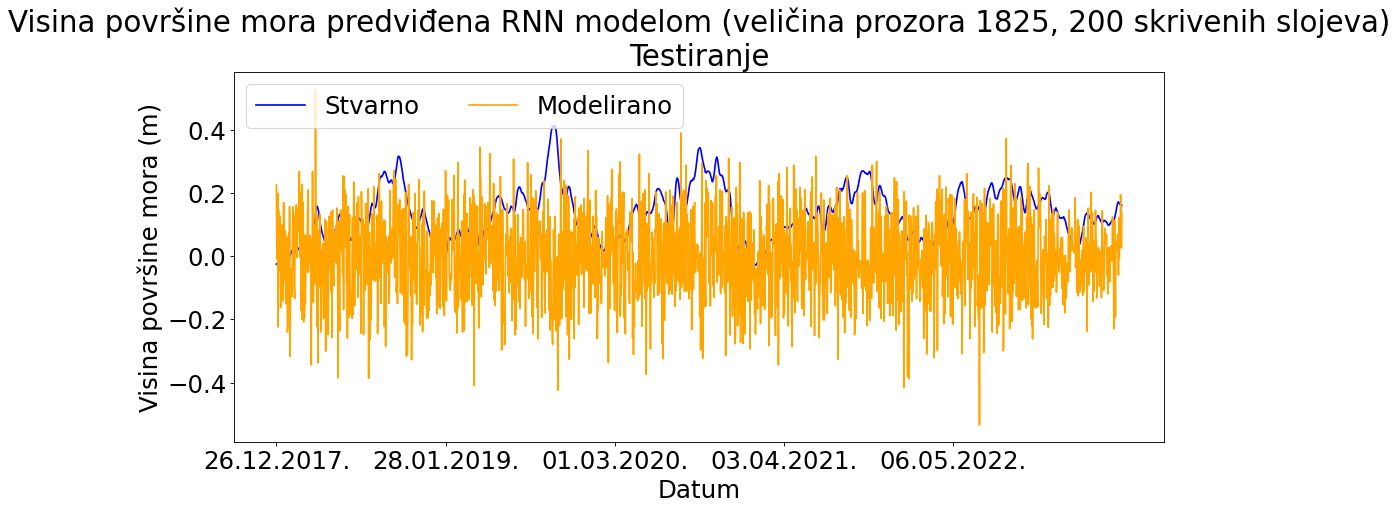 Visina površine mora predviđena RNN modelom (veličina prozora 1825, 200 skrivenih slojeva)
Testiranje
Stvarno Modelirano
Visina površine mora (m)
0.4
0.2
0.0
−0.2
−0.4
26.12.2017. 28.01.2019. 01.03.2020. 03.04.2021. 06.05.2022.
Datum